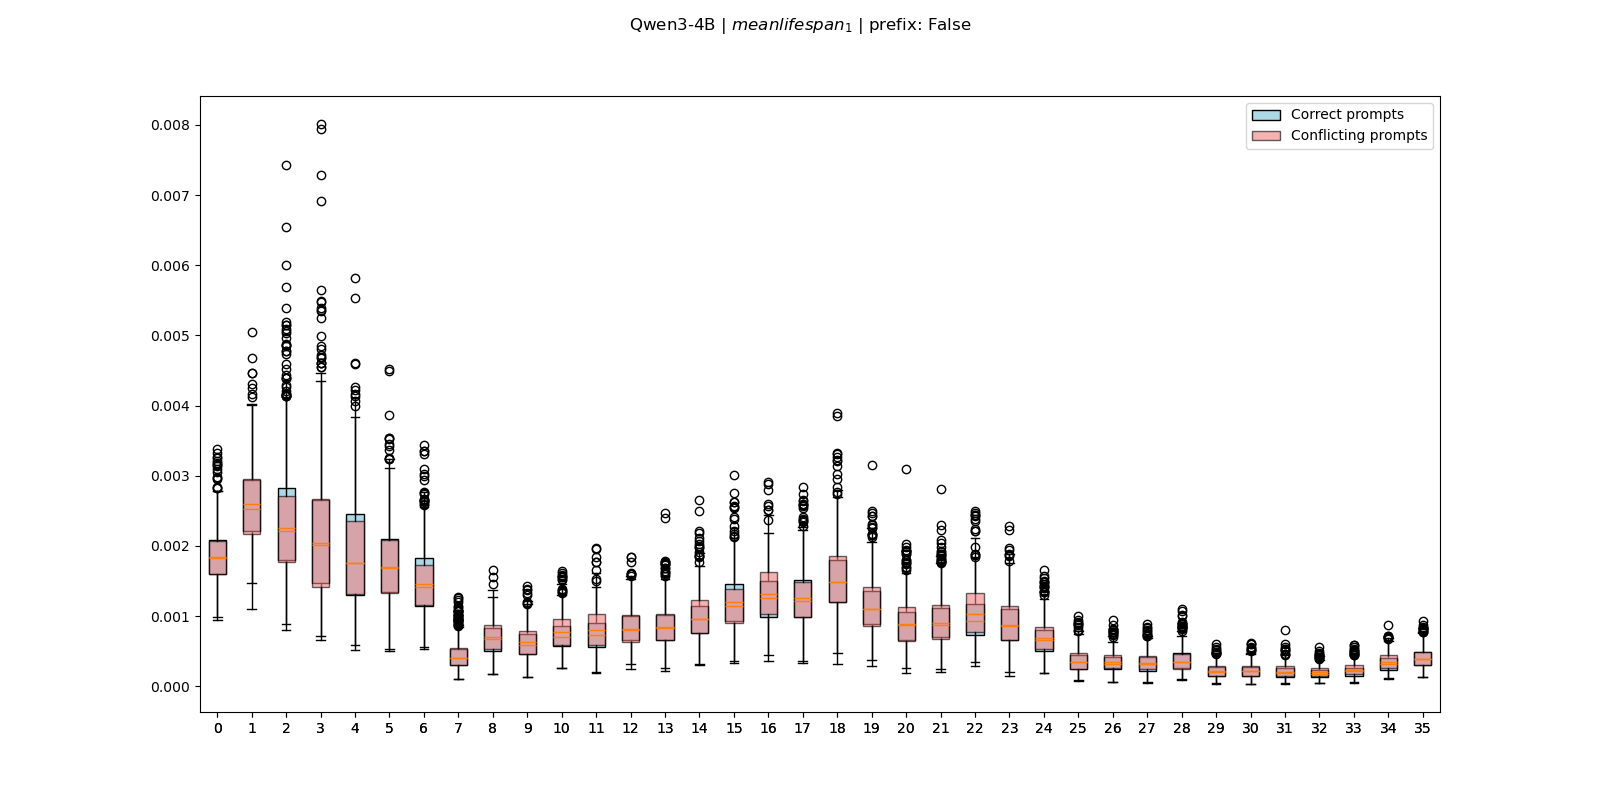 Qwen3-4B | meanlifespan₁ | prefix: False
Correct prompts
Conflicting prompts
0.008
0.007
0.006
0.005
0.004
0.003
0.002
0.001
0.000
0 1 2 3 4 5 6 7 8 9 10 11 12 13 14 15 16 17 18 19 20 21 22 23 24 25 26 27 28 29 30 31 32 33 34 35